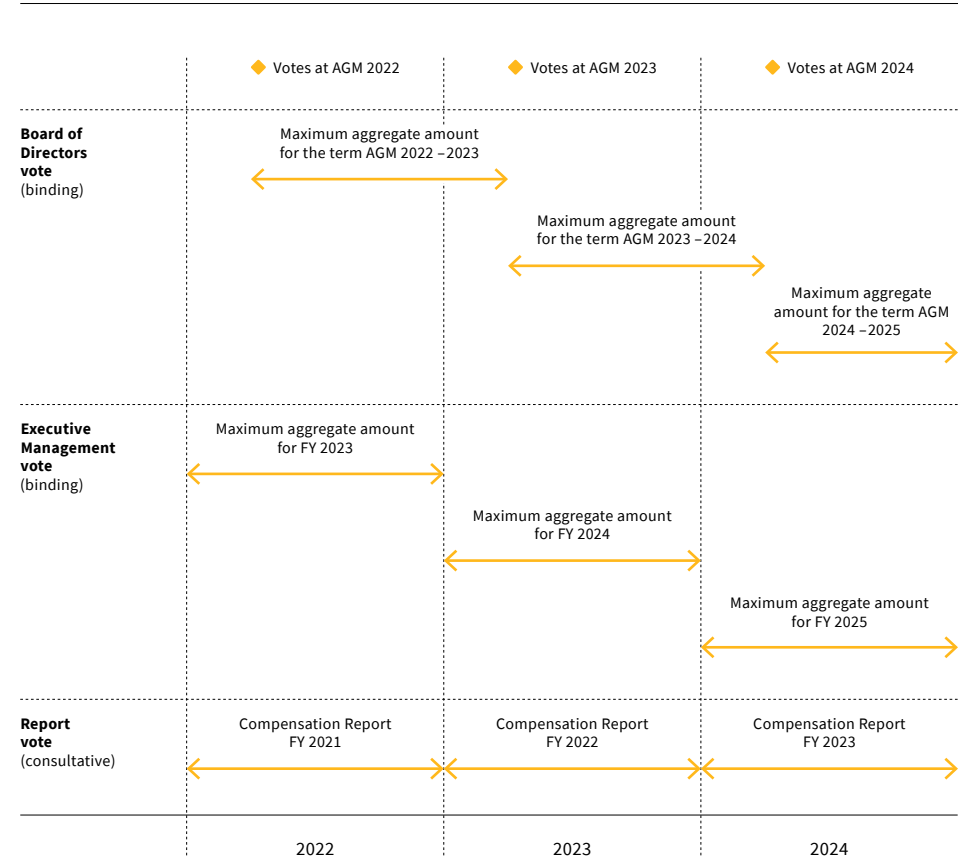 Votes at AGM 2022
Votes at AGM 2023
Votes at AGM 2024
Board of
Directors
vote
(binding)
Maximum aggregate amount
for the term AGM 2022 –2023
Maximum aggregate amount
for the term AGM 2023 –2024
Maximum aggregate
amount for the term AGM
2024 –2025
Executive
Management
vote
(binding)
Maximum aggregate amount
for FY 2023
Maximum aggregate amount
for FY 2024
Maximum aggregate amount
for FY 2025
Report
vote
(consultative)
Compensation Report
FY 2021
Compensation Report
FY 2022
Compensation Report
FY 2023
2022
2023
2024